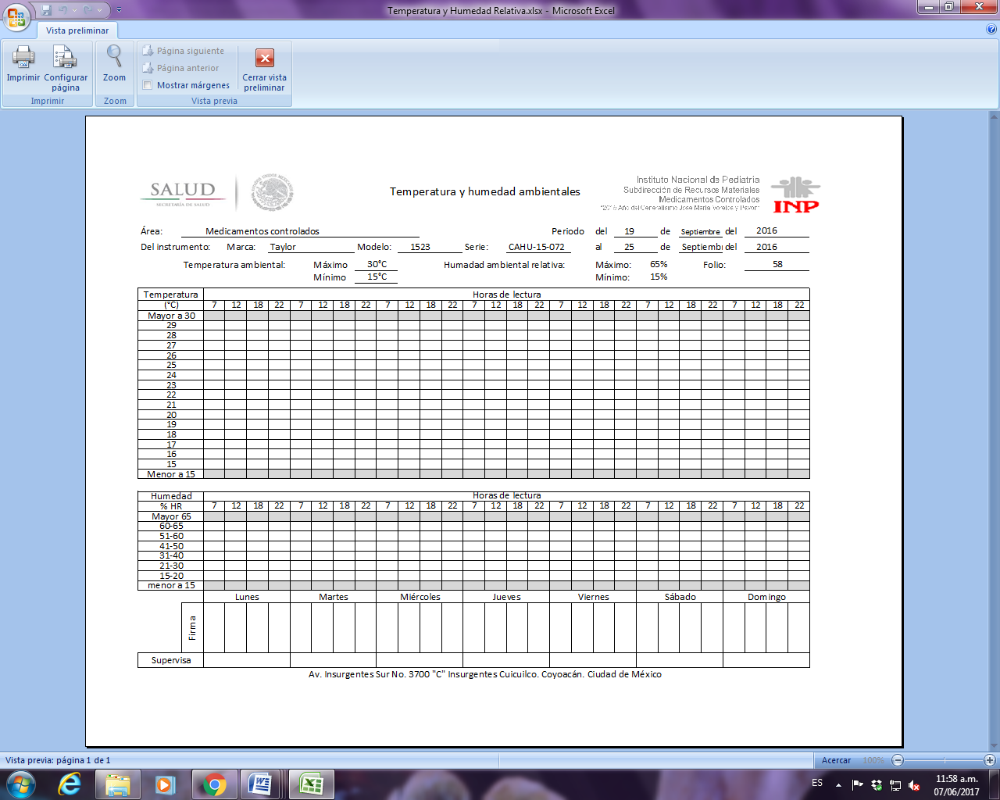 Temperatura y Humedad Relativa.xlsx - Microsoft Excel
Vista preliminar
Imprimir
Configurar página
Zoom
Página siguiente
Página anterior
Mostrar márgenes
Cerrar vista preliminar
Imprimir Zoom Vista previa
SALUD
SECRETARÍA DE SALUD
Temperatura y humedad ambientales
Instituto Nacional de Pediatría
Subdirección de Recursos Materiales
Medicamentos Controlados
INP
Área: Medicamentos controlados Periodo del 19 de Septiembre del 2016
Del instrumento: Marca: Taylor Modelo: 1523 Serie: CAHU-15-072 al 25 de Septiembr del 2016
Temperatura ambiental: Máximo 30°C Humadad ambiental relativa: Máximo: 65% Folio: 58
Mínimo 15°C Mínimo: 15%
Temperatura Horas de lectura
(°C) 7 12 18 22 7 12 18 22 7 12 18 22 7 12 18 22 7 12 18 22 7 12 18 22 7 12 18 22
Mayor a 30
29
28
27
26
25
24
23
22
21
20
19
18
17
16
15
Menor a 15
Humedad Horas de lectura
% HR 7 12 18 22 7 12 18 22 7 12 18 22 7 12 18 22 7 12 18 22 7 12 18 22 7 12 18 22
Mayor 65
60-65
51-60
41-50
31-40
21-30
15-20
menor a 15
Lunes Martes Miércoles Jueves Viernes Sábado Domingo
Firma
Supervisa
Av. Insurgentes Sur No. 3700 "C" Insurgentes Cuicuilco. Coyoacán. Ciudad de México
Vista previa: página 1 de 1 Acercar 100%
ES 11:58 a.m.
07/06/2017